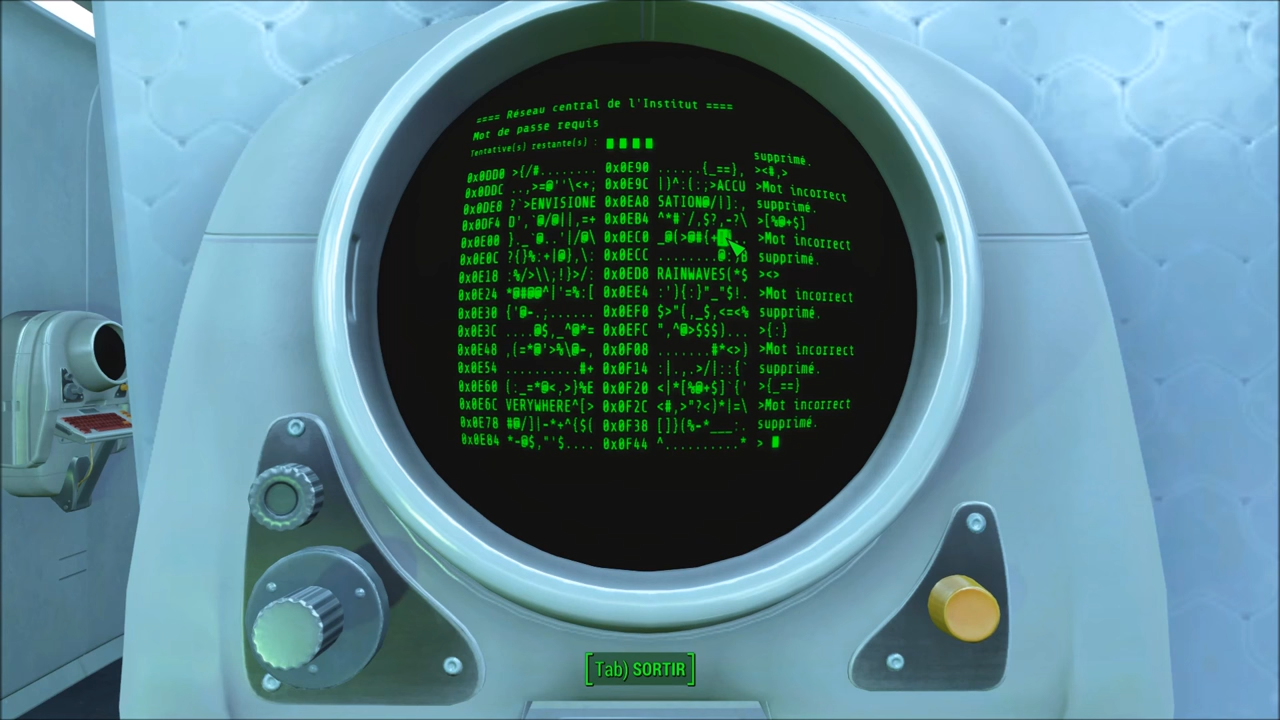 ==== Réseau central de l'Institut ====
Mot de passe requis
Tentative(s) restante(s) : █ █ █ █
0x0DD0 >{/#........ 0x0E90 ......{_==}, supprimé.
0x0DDC ..,>=@''\<+; 0x0E9C |)^:(:;>ACCU ><#,>
0x0DE8 ?`>ENVISIONE 0x0EA8 SATION@/|]:, >Mot incorrect
0x0DF4 D',`@/@||,=+ 0x0EB4 ^*#`/,$?,-?\ supprimé.
0x0E00 }._`@..'|/@\ 0x0EC0 _@(>@#{+ >[%@+$]
0x0E0C ?{}%:+|@},\: 0x0ECC ........@: >Mot incorrect
0x0E18 :%/>\\;!}>/: 0x0ED8 RAINWAVES(*$ supprimé.
0x0E24 *@#@@^|'=%:[ 0x0EE4 :'){:}"_"$!. ><>
0x0E30 {'@-.;...... 0x0EF0 $>"(,_$,<=<% >Mot incorrect
0x0E3C ....@$,_^@*= 0x0EFC ",^@>$$$)... supprimé.
0x0E48 ,(=*@'>%\@-, 0x0F08 .......#*<>) >{:}
0x0E54 ..........#+ 0x0F14 :|.,.>/|::{` >Mot incorrect
0x0E60 (:_=*@<,>}%E 0x0F20 <|*[%@+$]`{' supprimé.
0x0E6C VERYWHERE^[> 0x0F2C <#,>"?<)*|=\ >{_==}
0x0E78 #@/]|-*+^($( 0x0F38 []}(%-*___:. >Mot incorrect
0x0E84 *-@$,"'$.... 0x0F44 ^..........* supprimé.
> █
[Tab) SORTIR]